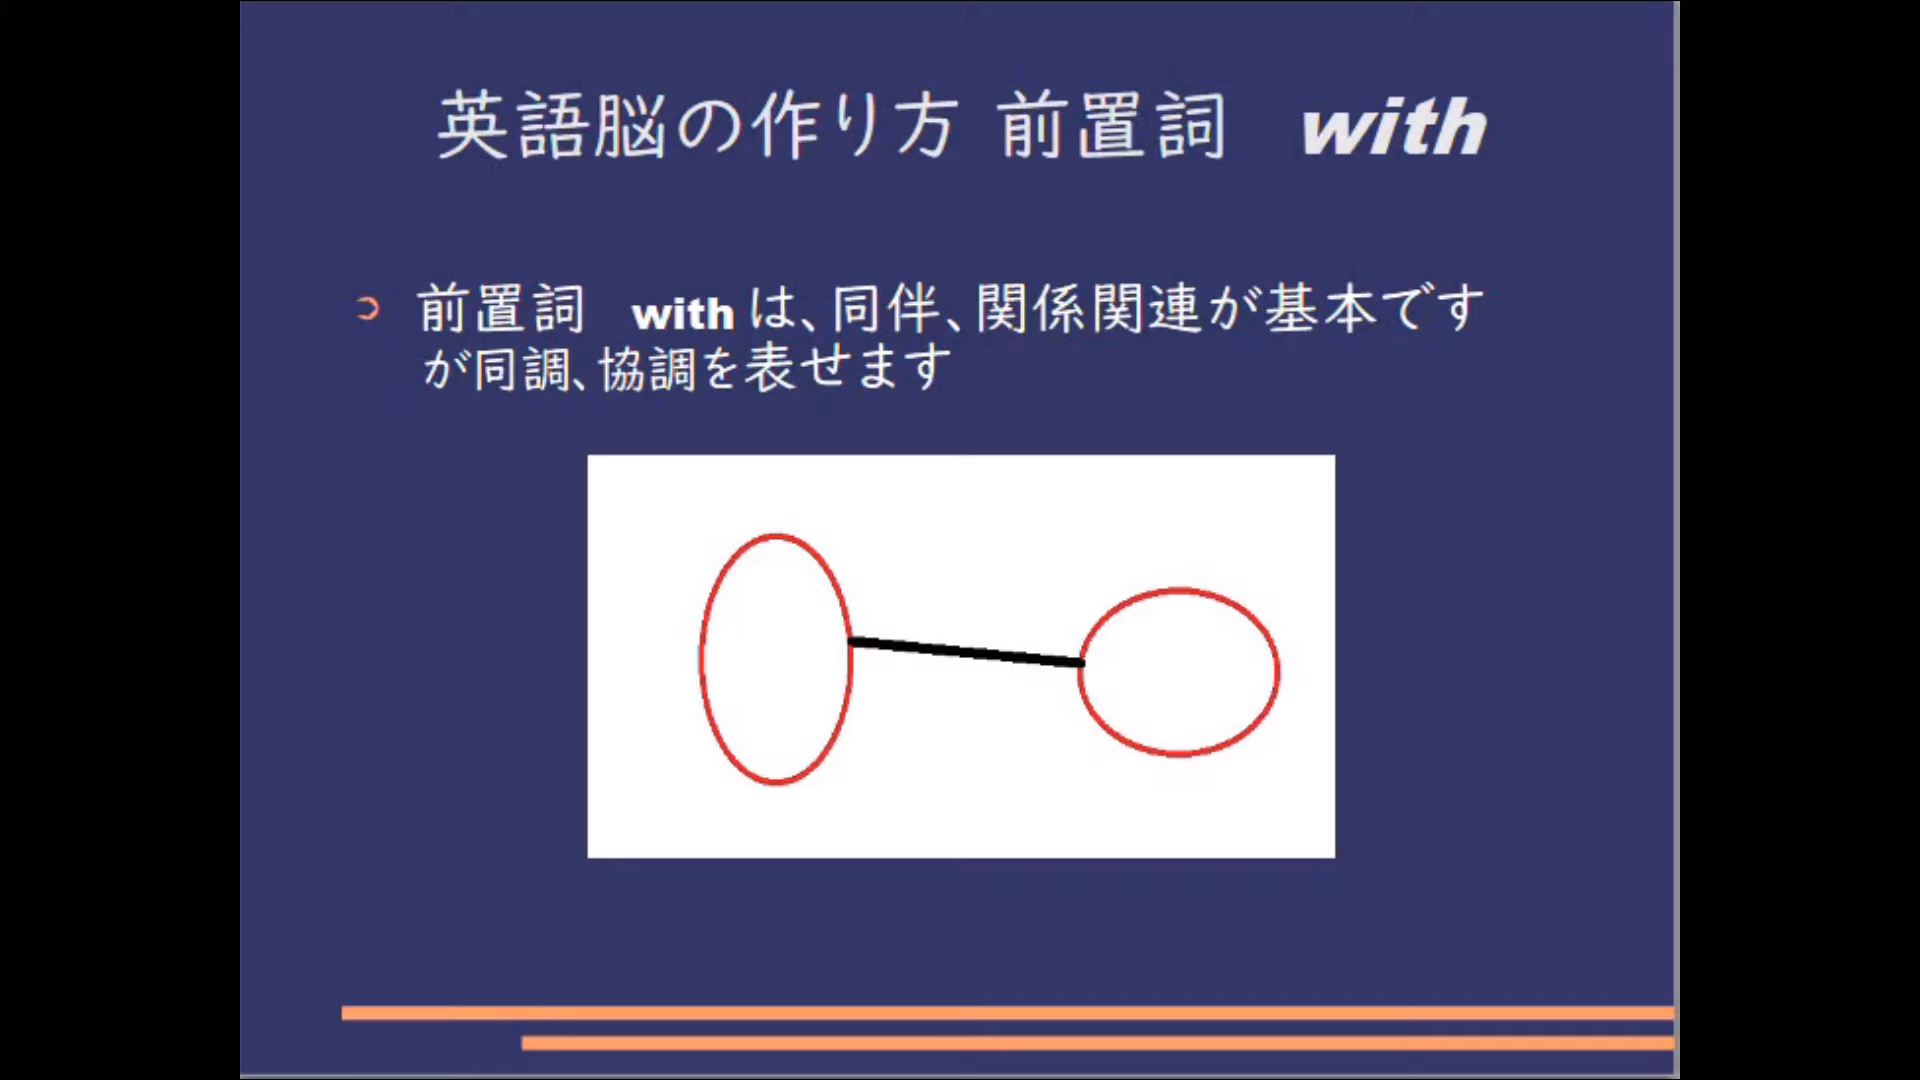 英語脳の作り方 前置詞　with
前置詞　with は、同伴、関係関連が基本です
が同調、協調を表せます